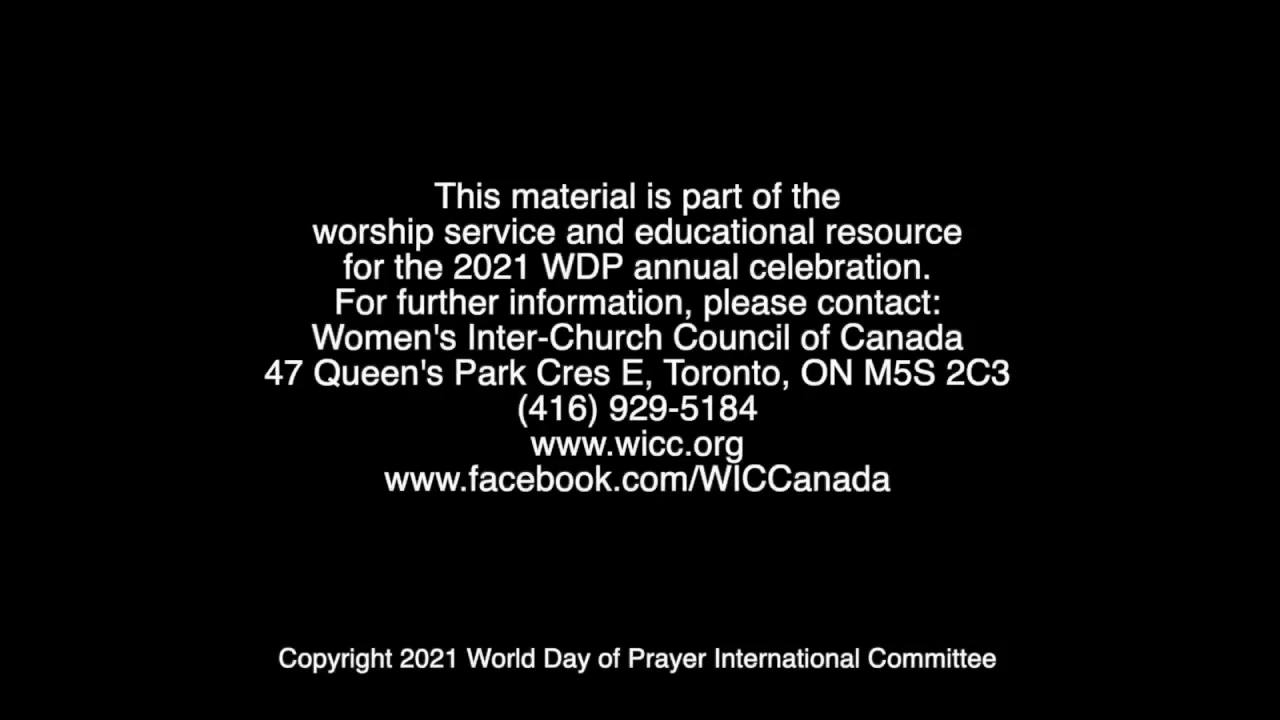 This material is part of the
worship service and educational resource
for the 2021 WDP annual celebration.
For further information, please contact:
Women's Inter-Church Council of Canada
47 Queen's Park Cres E, Toronto, ON M5S 2C3
(416) 929-5184
www.wicc.org
www.facebook.com/WICCanada
Copyright 2021 World Day of Prayer International Committee